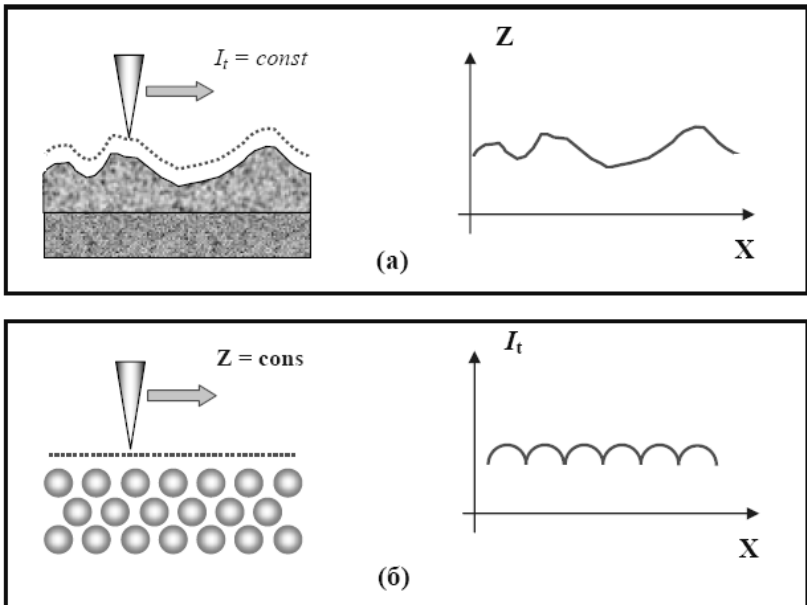 I_t = const
Z
X
(а)
Z = cons
I_t
X
(б)